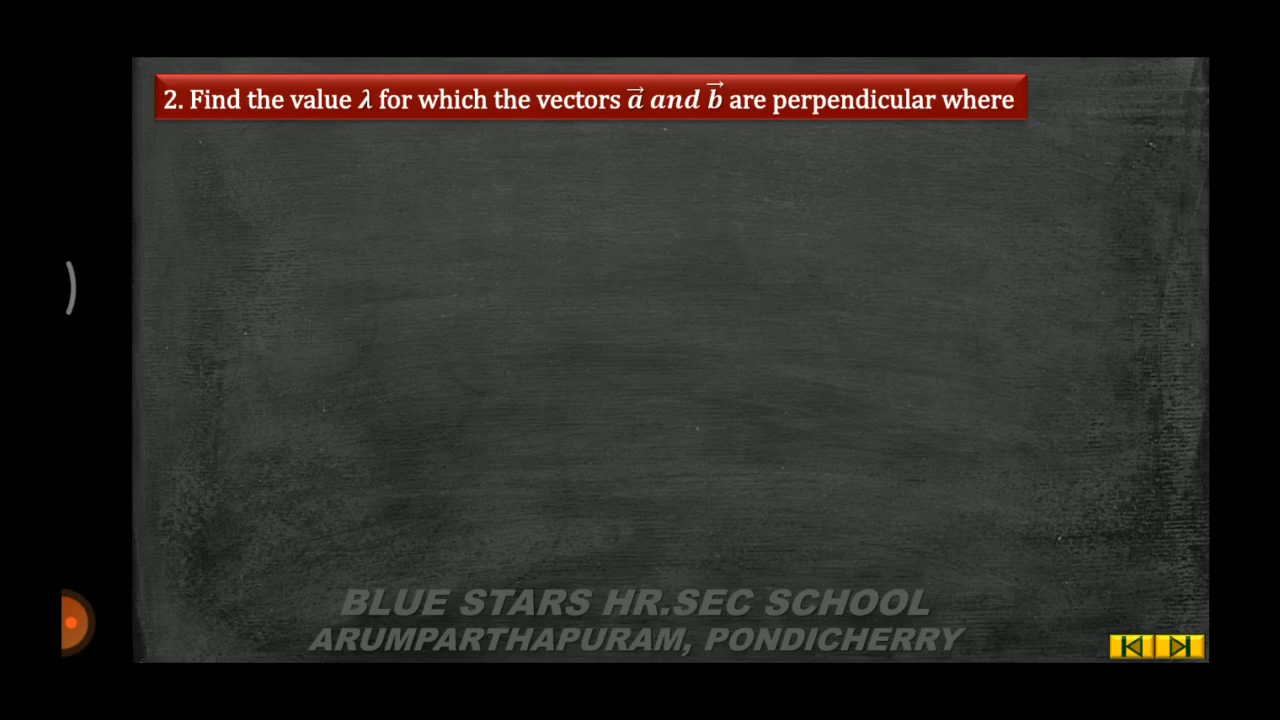 2. Find the value λ for which the vectors a⃗ and b⃗ are perpendicular where
BLUE STARS HR.SEC SCHOOL
ARUMPARTHAPURAM, PONDICHERRY